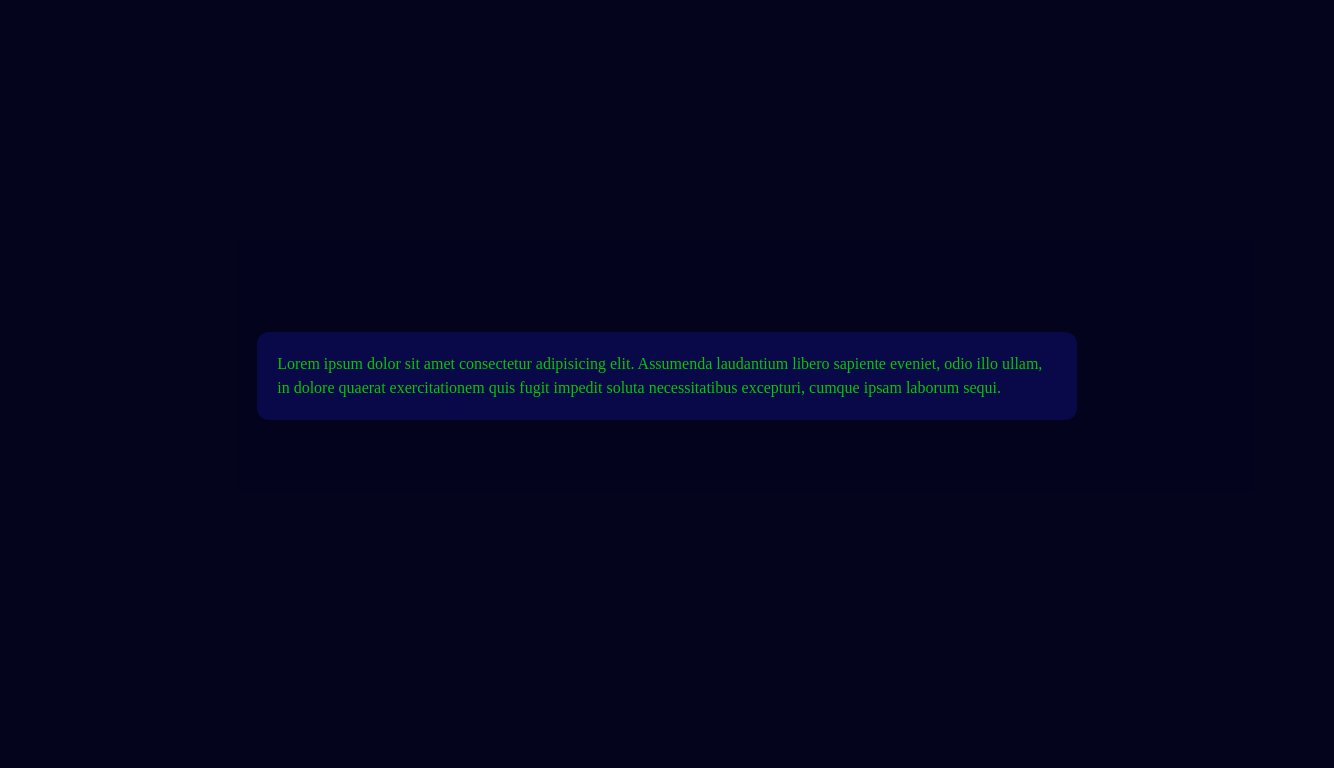 Lorem ipsum dolor sit amet consectetur adipisicing elit. Assumenda laudantium libero sapiente eveniet, odio illo ullam,
in dolore quaerat exercitationem quis fugit impedit soluta necessitatibus excepturi, cumque ipsam laborum sequi.